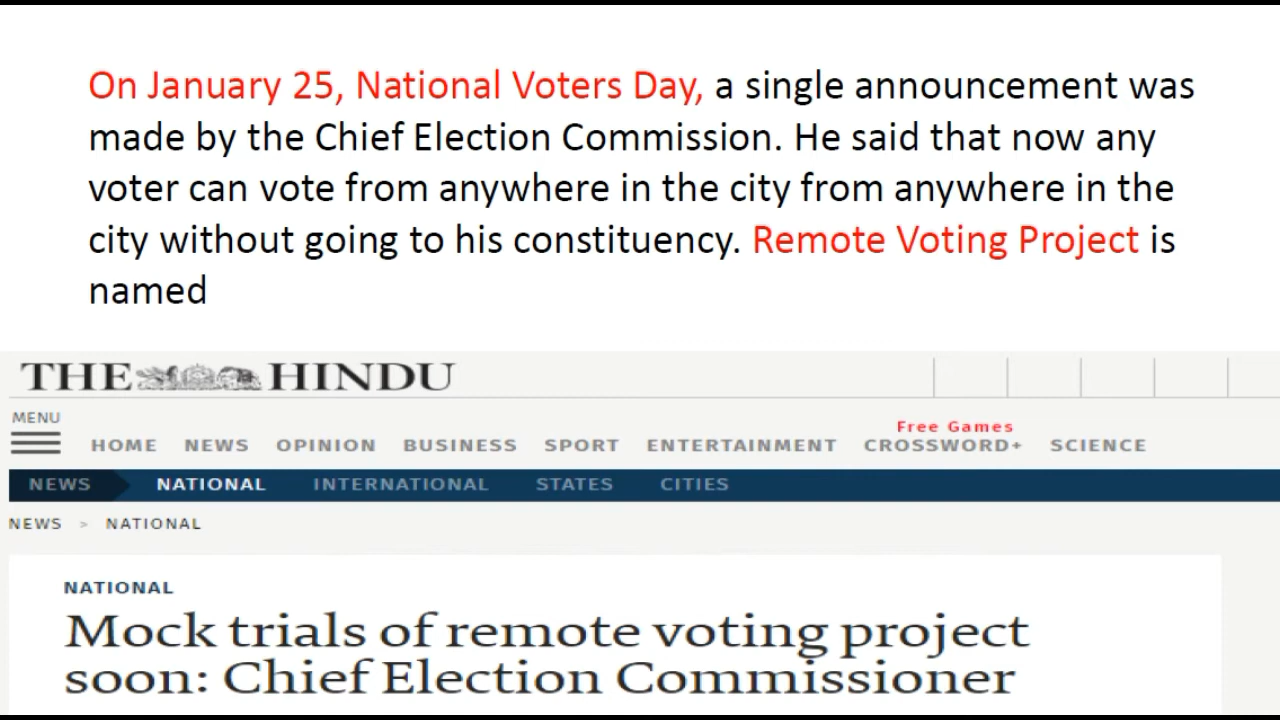 On January 25, National Voters Day, a single announcement was
made by the Chief Election Commission. He said that now any
voter can vote from anywhere in the city from anywhere in the
city without going to his constituency. Remote Voting Project is
named
THE HINDU
MENU
Free Games
HOME NEWS OPINION BUSINESS SPORT ENTERTAINMENT CROSSWORD+ SCIENCE
NEWS NATIONAL INTERNATIONAL STATES CITIES
NEWS > NATIONAL
NATIONAL
Mock trials of remote voting project
soon: Chief Election Commissioner